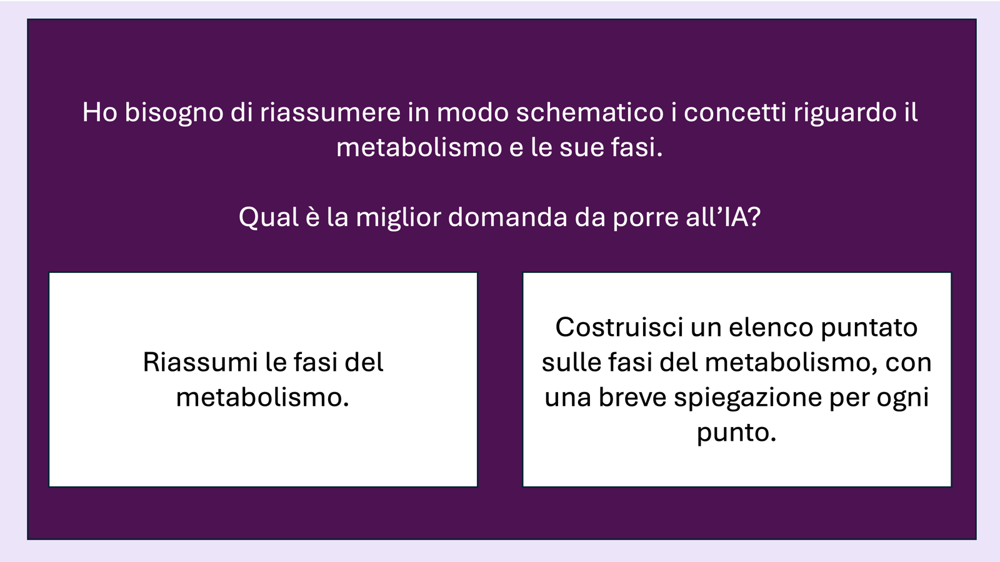 Ho bisogno di riassumere in modo schematico i concetti riguardo il
metabolismo e le sue fasi.
Qual è la miglior domanda da porre all’IA?
Riassumi le fasi del
metabolismo.
Costruisci un elenco puntato
sulle fasi del metabolismo, con
una breve spiegazione per ogni
punto.